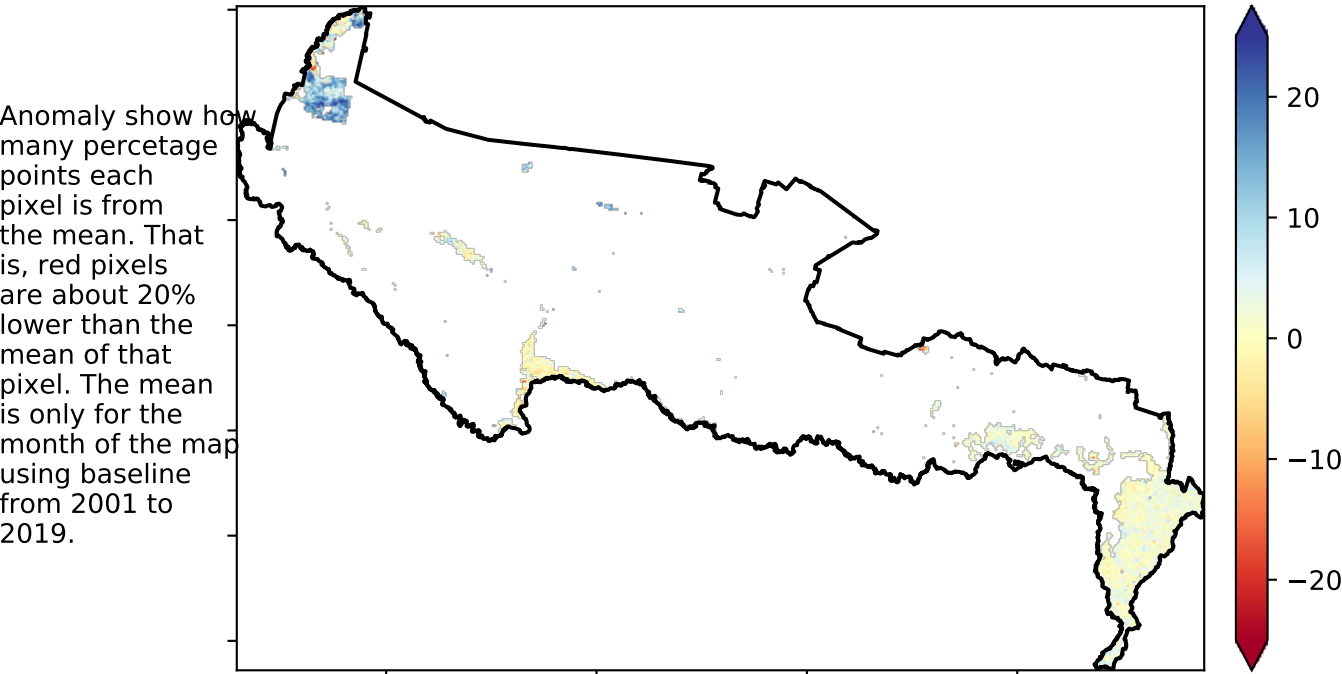 Anomaly show how
many percetage
points each
pixel is from
the mean. That
is, red pixels
are about 20%
lower than the
mean of that
pixel. The mean
is only for the
month of the map
using baseline
from 2001 to
2019.
20
10
0
−10
−20